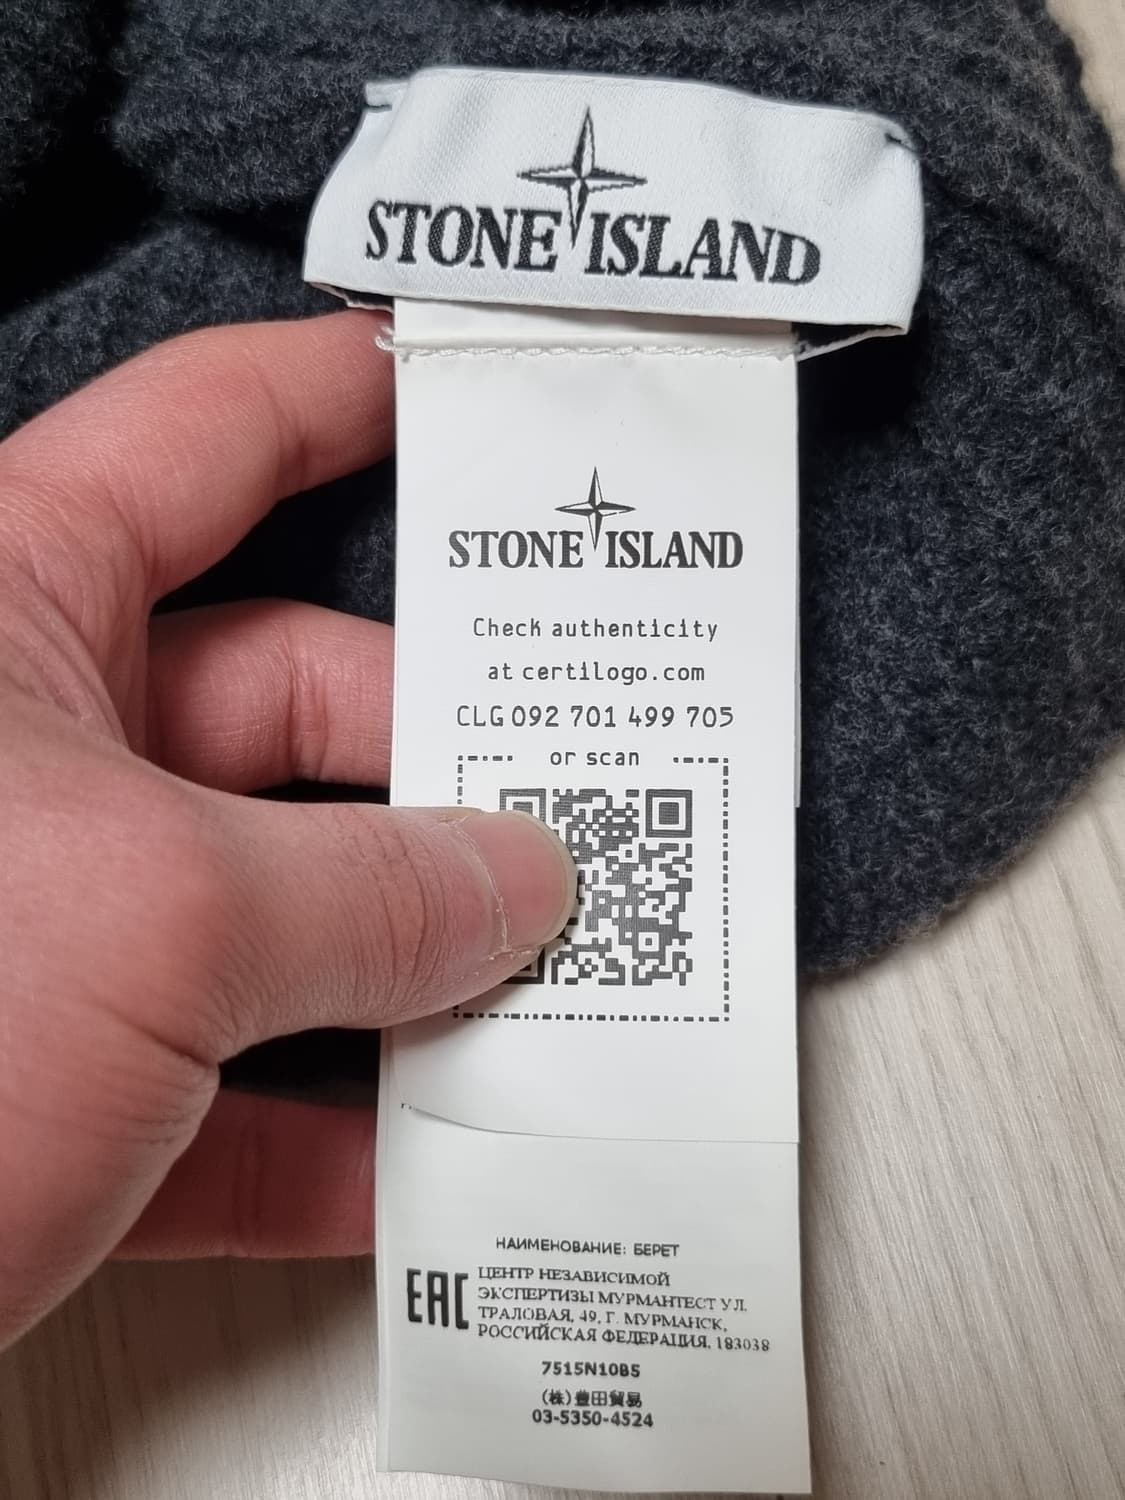 STONE ISLAND
STONE ISLAND
Check authenticity
at certilogo.com
CLG 092 701 499 705
or scan
НАИМЕНОВАНИЕ: БЕРЕТ
EAC
ЦЕНТР НЕЗАВИСИМОЙ
ЭКСПЕРТИЗЫ МУРМАНТЕСТ УЛ.
ТРАЛОВАЯ, 49, Г. МУРМАНСК,
РОССИЙСКАЯ ФЕДЕРАЦИЯ, 183038
7515N10B5
(株)豊田貿易
03-5350-4524